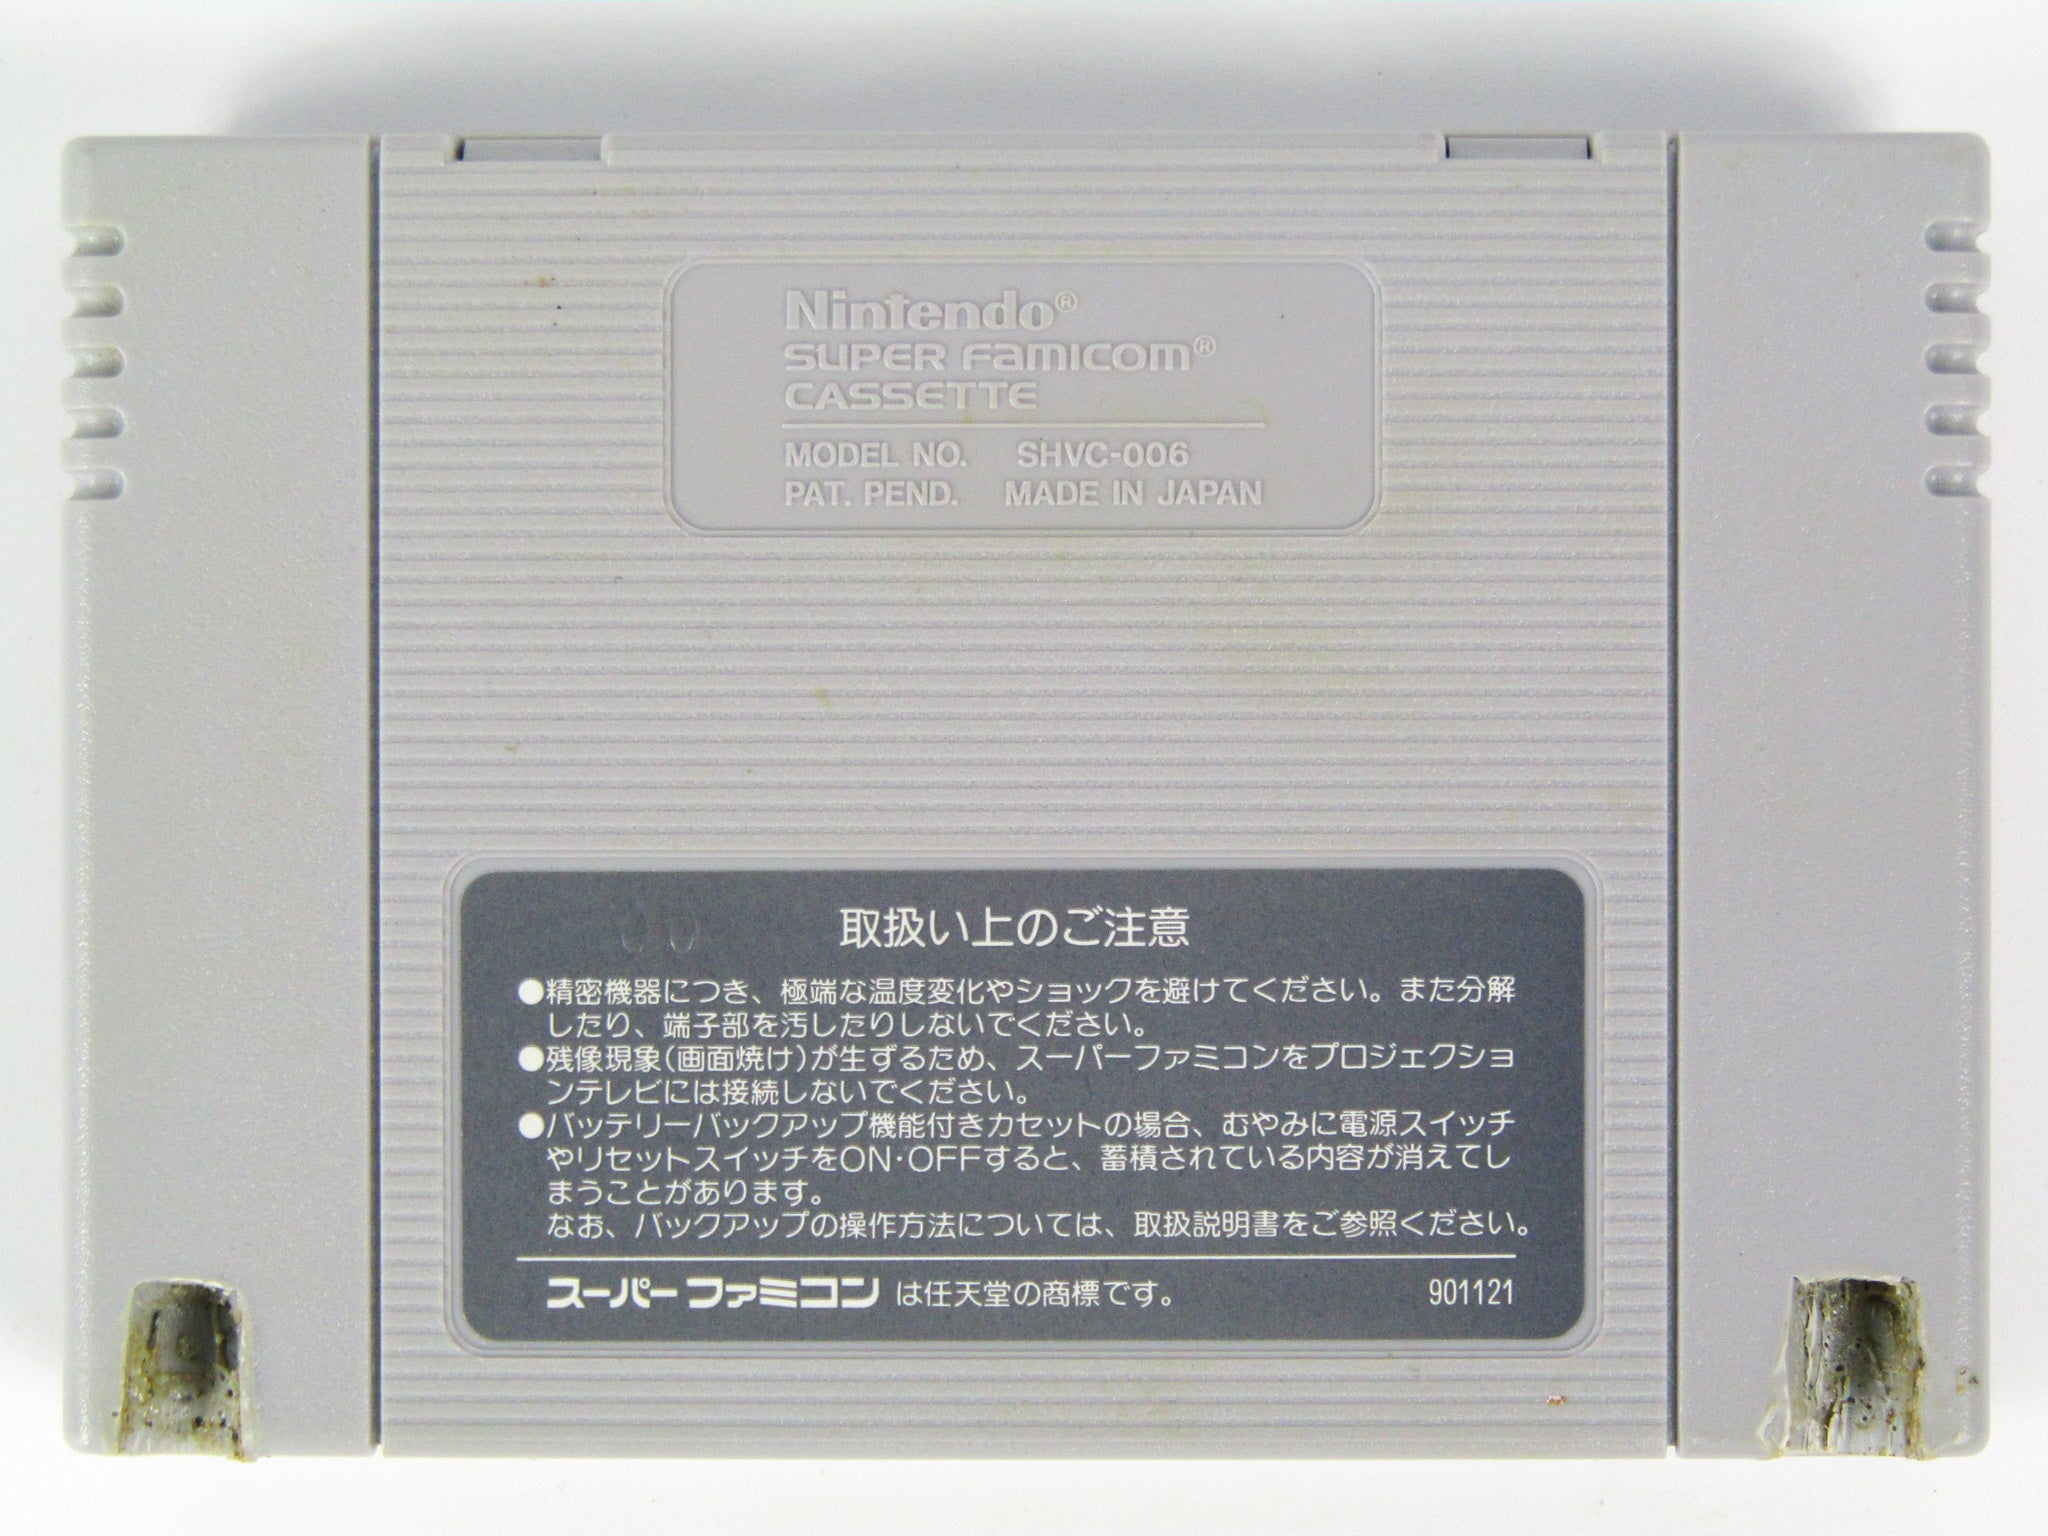 Nintendo®
SUPER FAMICOM®
CASSETTE
MODEL NO. SHVC-006
PAT. PEND. MADE IN JAPAN
取扱い上のご注意
●精密機器につき、極端な温度変化やショックを避けてください。また分解
したり、端子部を汚したりしないでください。
●残像現象(画面焼け)が生ずるため、スーパーファミコンをプロジェクショ
ンテレビには接続しないでください。
●バッテリーバックアップ機能付きカセットの場合、むやみに電源スイッチ
やリセットスイッチをON·OFFすると、蓄積されている内容が消えてし
まうことがあります。
なお、バックアップの操作方法については、取扱説明書をご参照ください。
スーパーファミコン は任天堂の商標です。 901121